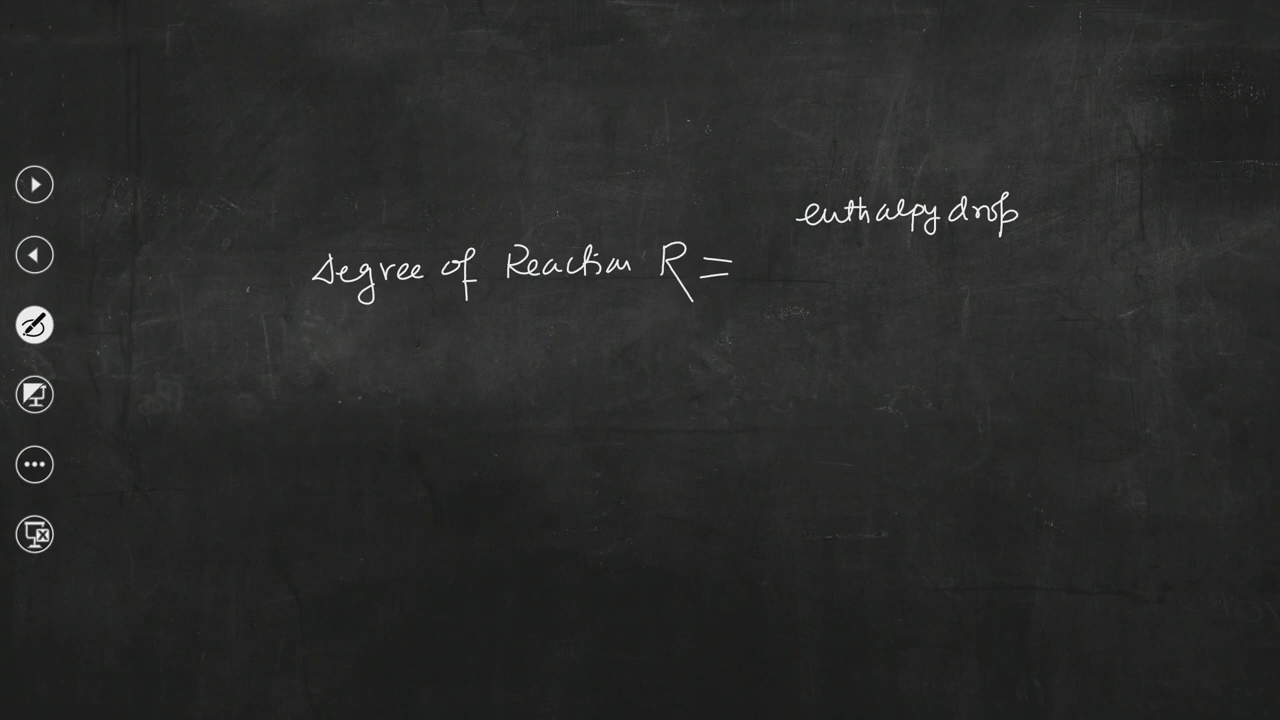 enthalpy drop
Degree of Reaction R =